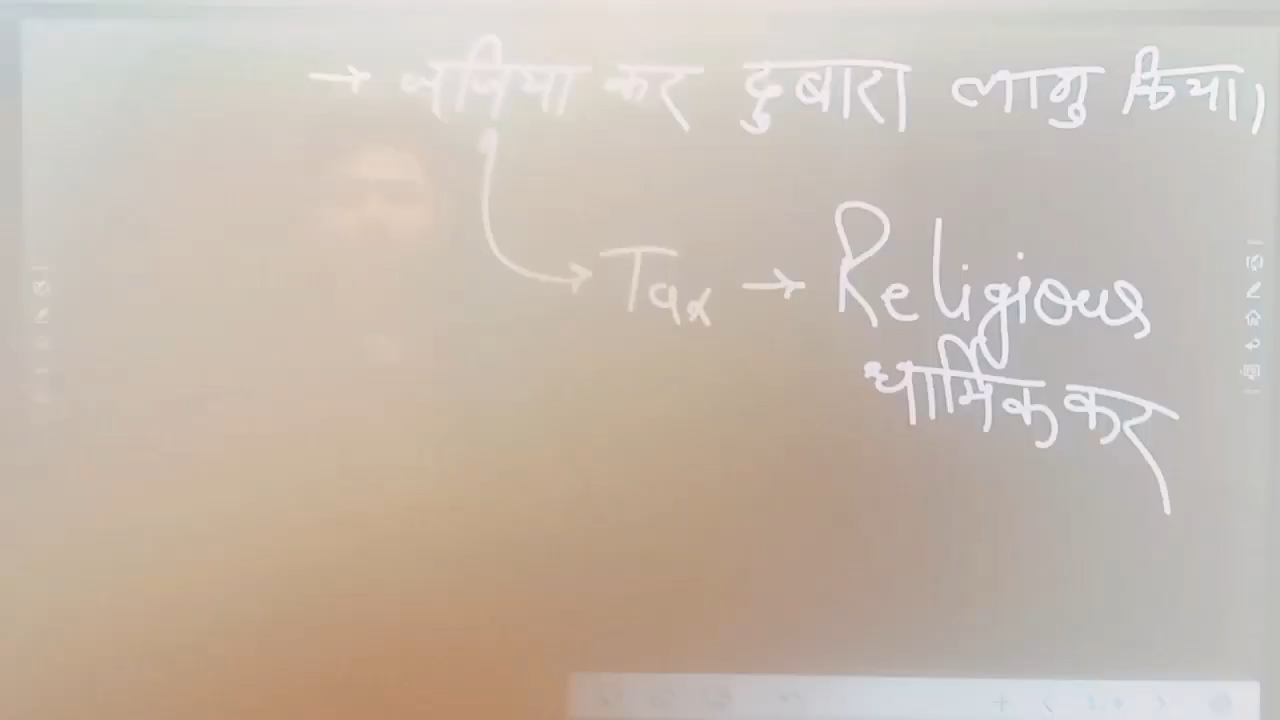 → जजिया कर दुबारा लागु किया।
→ Tax → Religious
धार्मिक कर